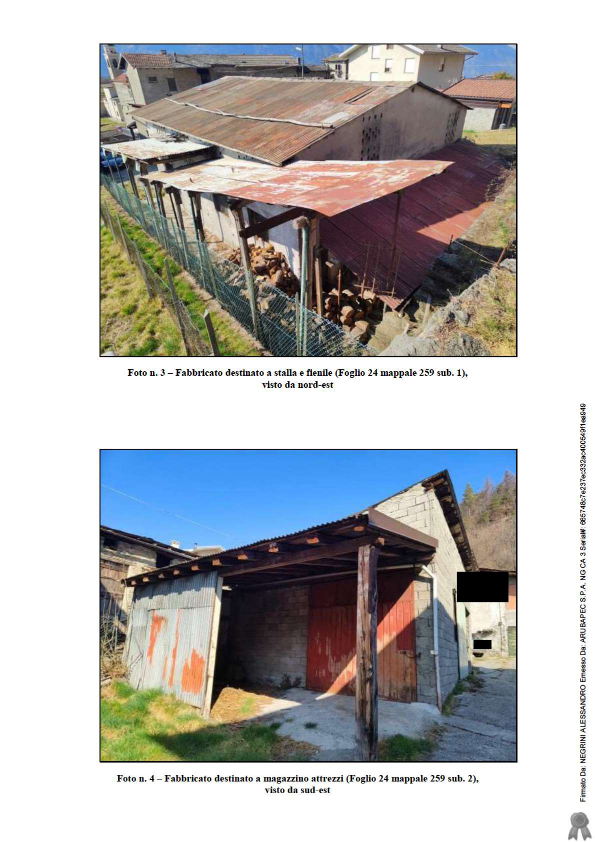 Foto n. 3 – Fabbricato destinato a stalla e fienile (Foglio 24 mappale 259 sub. 1),
visto da nord-est
Foto n. 4 – Fabbricato destinato a magazzino attrezzi (Foglio 24 mappale 259 sub. 2),
visto da sud-est
Firmato Da: NEGRINI ALESSANDRO Emesso Da: ARUBAPEC S.P.A. NG CA 3 Serial#: 665748c7e237ec332ac400549f1ea949